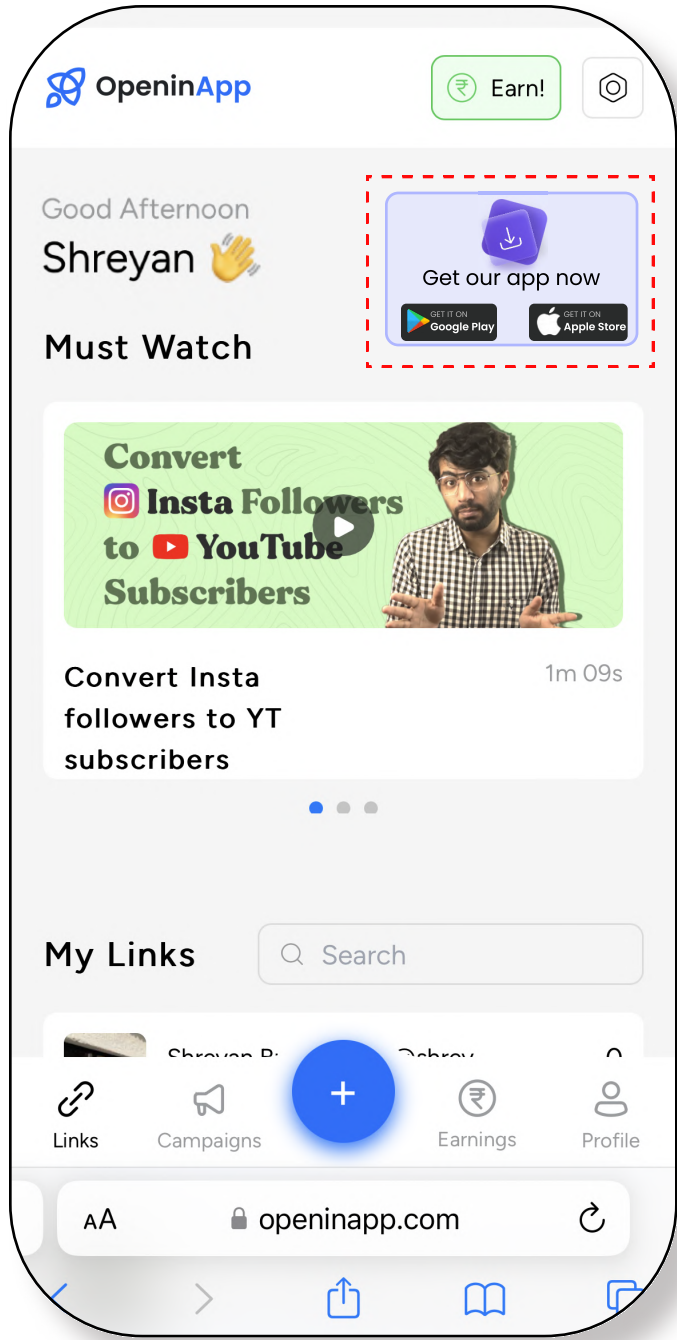 OpeninApp
Earn!
Good Afternoon
Shreyan 👋
Get our app now
GET IT ON
Google Play
GET IT ON
Apple Store
Must Watch
Convert
Insta Followers
to YouTube
Subscribers
Convert Insta
followers to YT
subscribers
1m 09s
My Links
Search
Shreyan
Links
Campaigns
+
Earnings
Profile
AA
openinapp.com